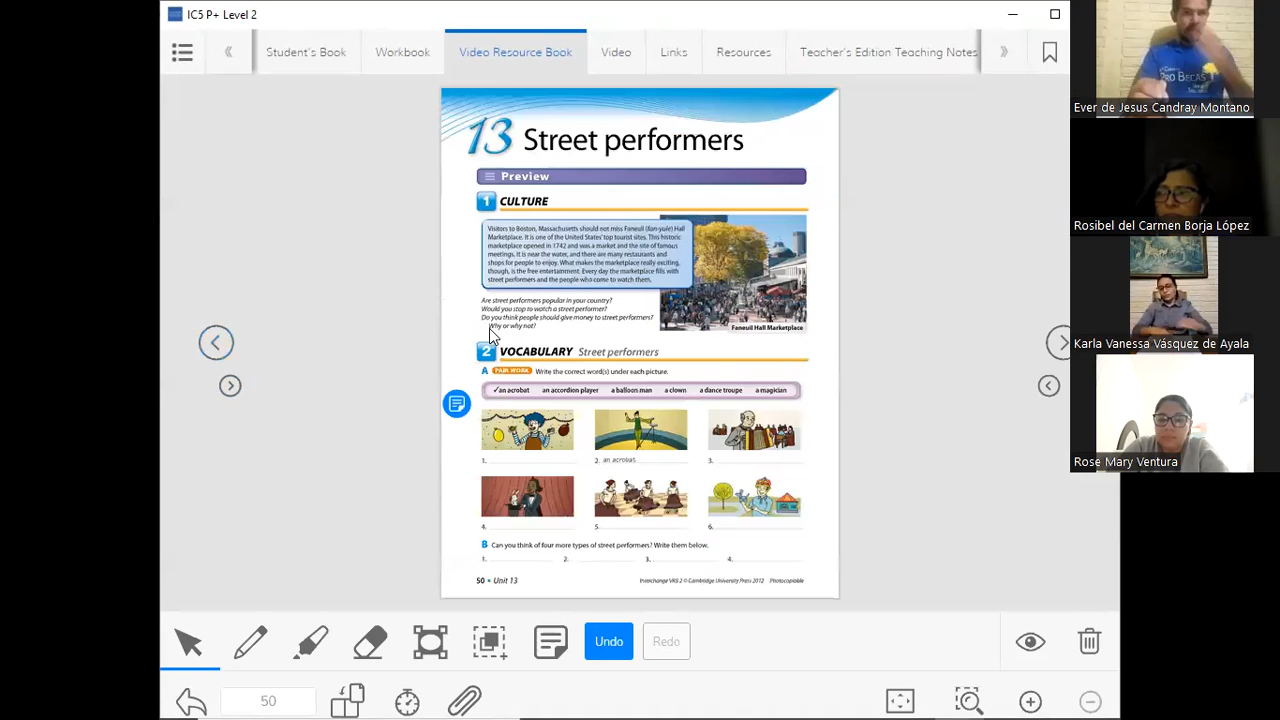 IC5 P+ Level 2
Student's Book
Workbook
Video Resource Book
Video
Links
Resources
Teacher's Edition Teaching Notes
13 Street performers
Preview
1 CULTURE
Visitors to Boston, Massachusetts should not miss Faneuil (fan-yule) Hall
Marketplace. It is one of the United States' top tourist sites. This historic
marketplace opened in 1742 and was a market and the site of famous
meetings. It is near the water, and there are many restaurants and
shops for people to enjoy. What makes the marketplace really exciting,
though, is the free entertainment. Every day the marketplace fills with
street performers and the people who come to watch them.
Are street performers popular in your country?
Would you stop to watch a street performer?
Do you think people should give money to street performers?
Why or why not?
Faneuil Hall Marketplace
2 VOCABULARY Street performers
A PAIR WORK Write the correct word(s) under each picture.
✓an acrobat an accordion player a balloon man a clown a dance troupe a magician
1.
2. an acrobat
3.
4.
5.
6.
B Can you think of four more types of street performers? Write them below.
1. 2. 3. 4.
50 • Unit 13
Interchange VRB 2 © Cambridge University Press 2012 Photocopiable
Undo
Redo
50
Ever de Jesus Candray Montano
PRO BECAS
Rosibel del Carmen Borja López
Karla Vanessa Vásquez de Ayala
Rose Mary Ventura